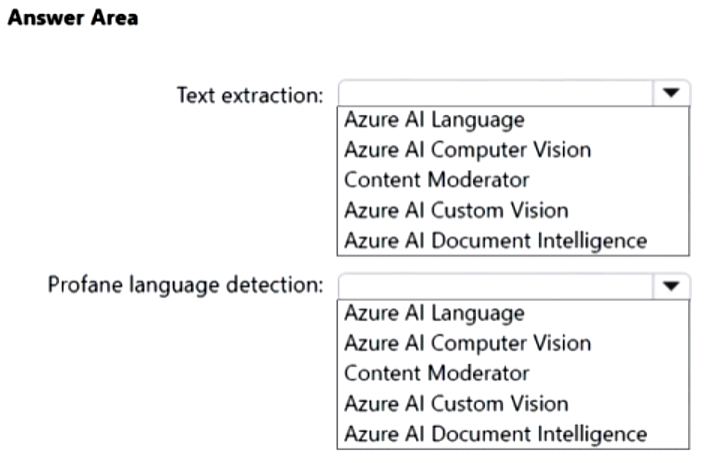 Answer Area
Text extraction:
Azure AI Language
Azure AI Computer Vision
Content Moderator
Azure AI Custom Vision
Azure AI Document Intelligence
Profane language detection:
Azure AI Language
Azure AI Computer Vision
Content Moderator
Azure AI Custom Vision
Azure AI Document Intelligence